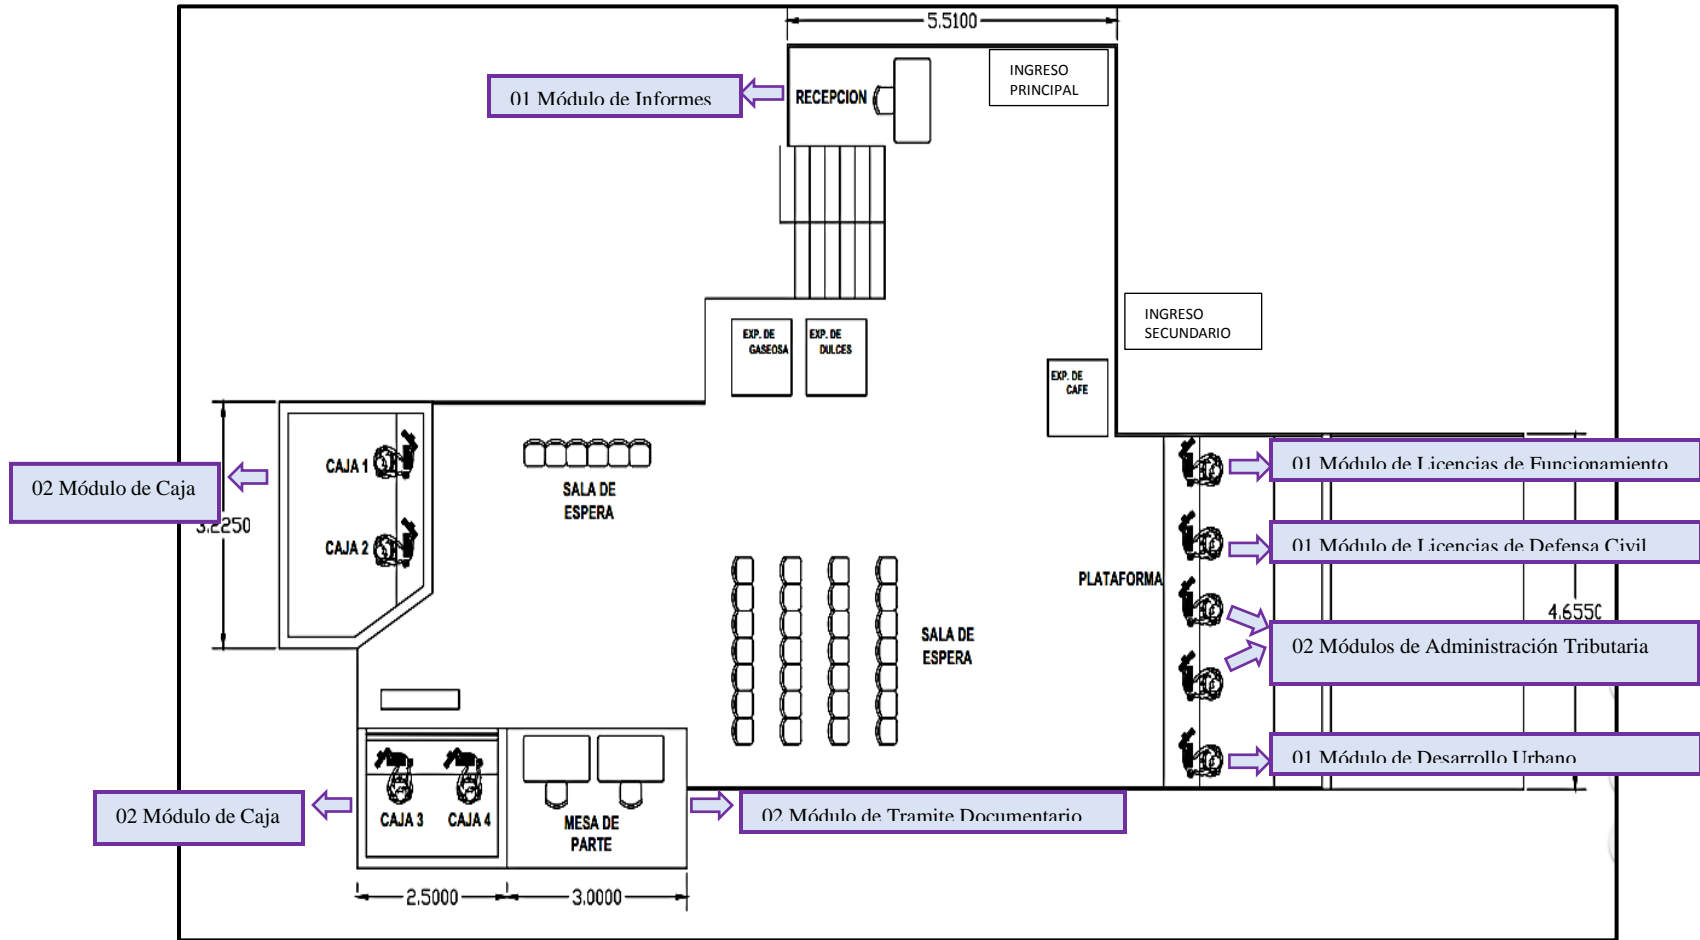 5.5100
INGRESO
PRINCIPAL
01 Módulo de Informes
RECEPCION
INGRESO
SECUNDARIO
EXP. DE
GASEOSA
EXP. DE
DULCES
EXP. DE
CAFE
02 Módulo de Caja
3.2250
CAJA 1
CAJA 2
SALA DE
ESPERA
01 Módulo de Licencias de Funcionamiento
01 Módulo de Licencias de Defensa Civil
PLATAFORMA
4.6550
02 Módulos de Administración Tributaria
SALA DE
ESPERA
01 Módulo de Desarrollo Urbano
02 Módulo de Caja
CAJA 3
CAJA 4
MESA DE
PARTE
02 Módulo de Tramite Documentario
2.5000
3.0000